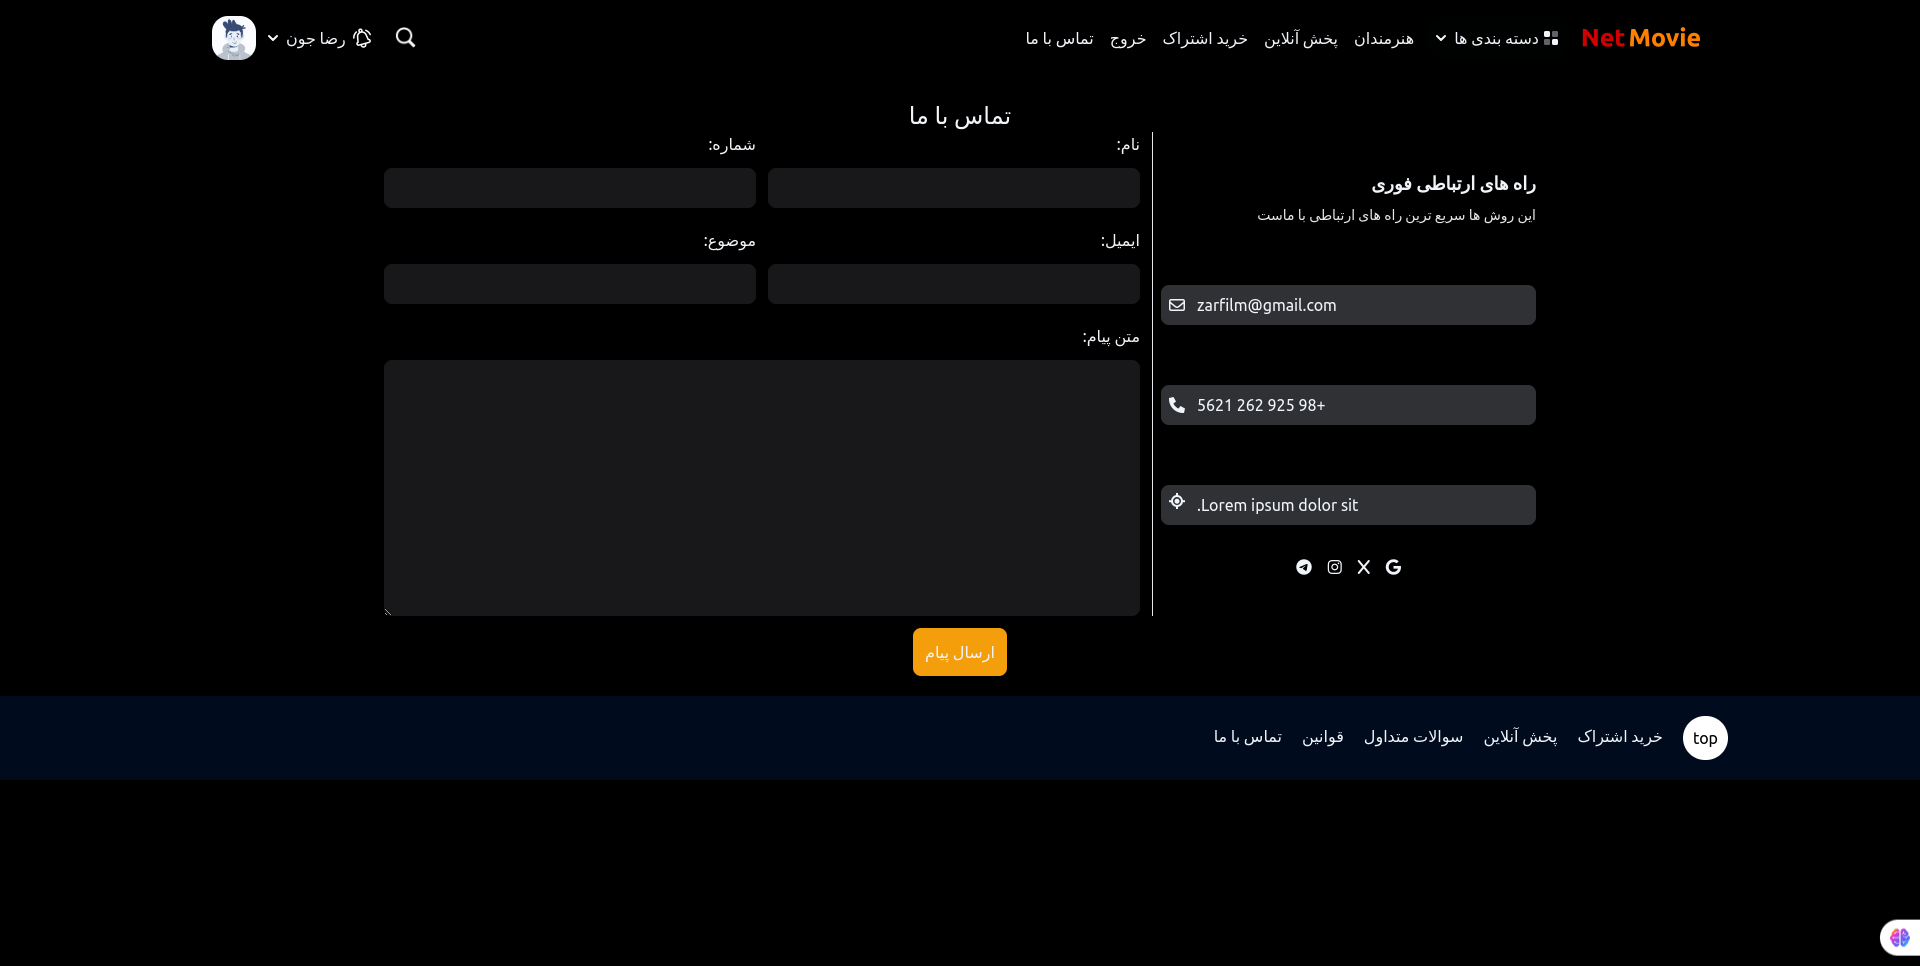 Net Movie
دسته بندی ها
هنرمندان
پخش آنلاین
خرید اشتراک
خروج
تماس با ما
رضا جون
تماس با ما
راه های ارتباطی فوری
این روش ها سریع ترین راه های ارتباطی با ماست
zarfilm@gmail.com
5621 262 925 98+
.Lorem ipsum dolor sit
نام:
شماره:
ایمیل:
موضوع:
متن پیام:
ارسال پیام
top
خرید اشتراک
پخش آنلاین
سوالات متداول
قوانین
تماس با ما